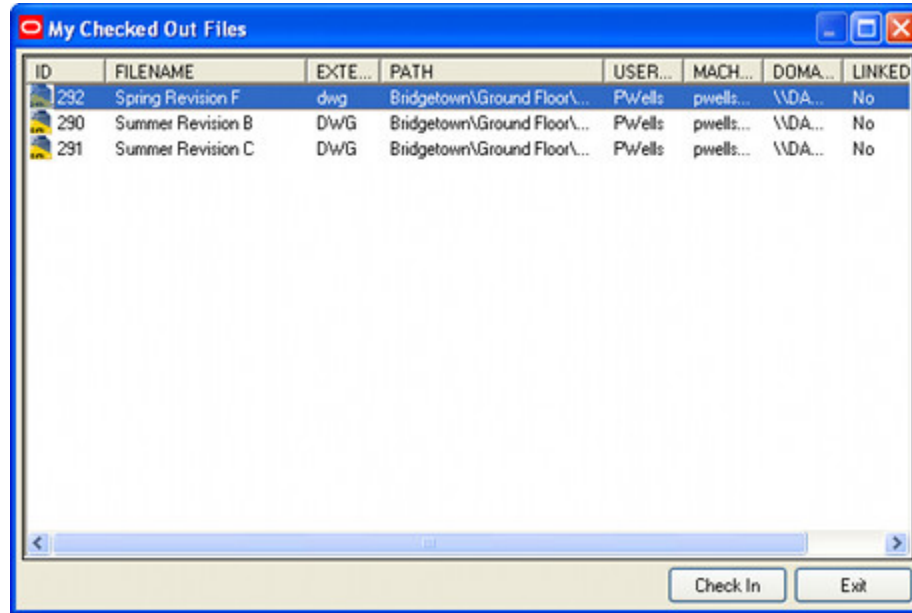 My Checked Out Files
ID FILENAME EXTE... PATH USER... MACH... DOMA... LINKED
292 Spring Revision F dwg Bridgetown\Ground Floor\... PWells pwells... \\DA... No
290 Summer Revision B DWG Bridgetown\Ground Floor\... PWells pwells... \\DA... No
291 Summer Revision C DWG Bridgetown\Ground Floor\... PWells pwells... \\DA... No
Check In Exit